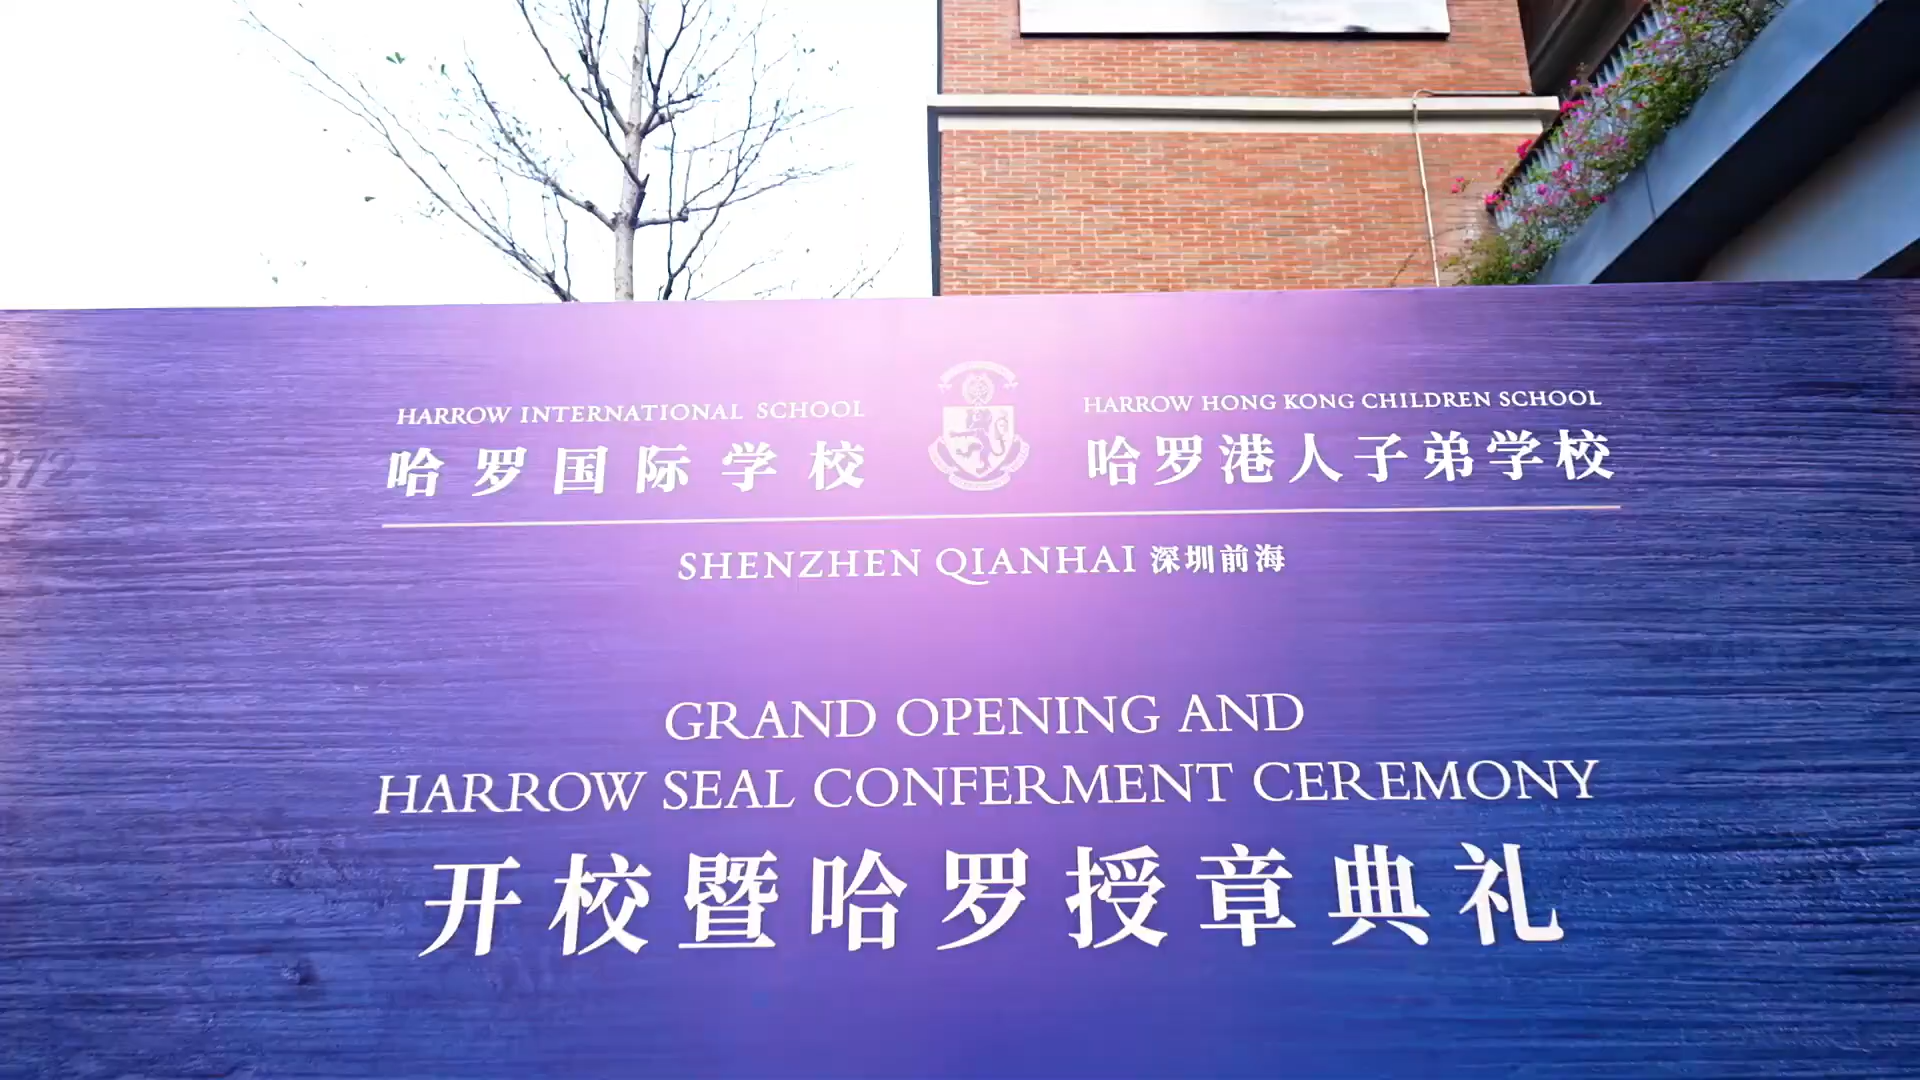 HARROW INTERNATIONAL SCHOOL
哈罗国际学校
HARROW HONG KONG CHILDREN SCHOOL
哈罗港人子弟学校
SHENZHEN QIANHAI 深圳前海
GRAND OPENING AND
HARROW SEAL CONFERMENT CEREMONY
开校暨哈罗授章典礼